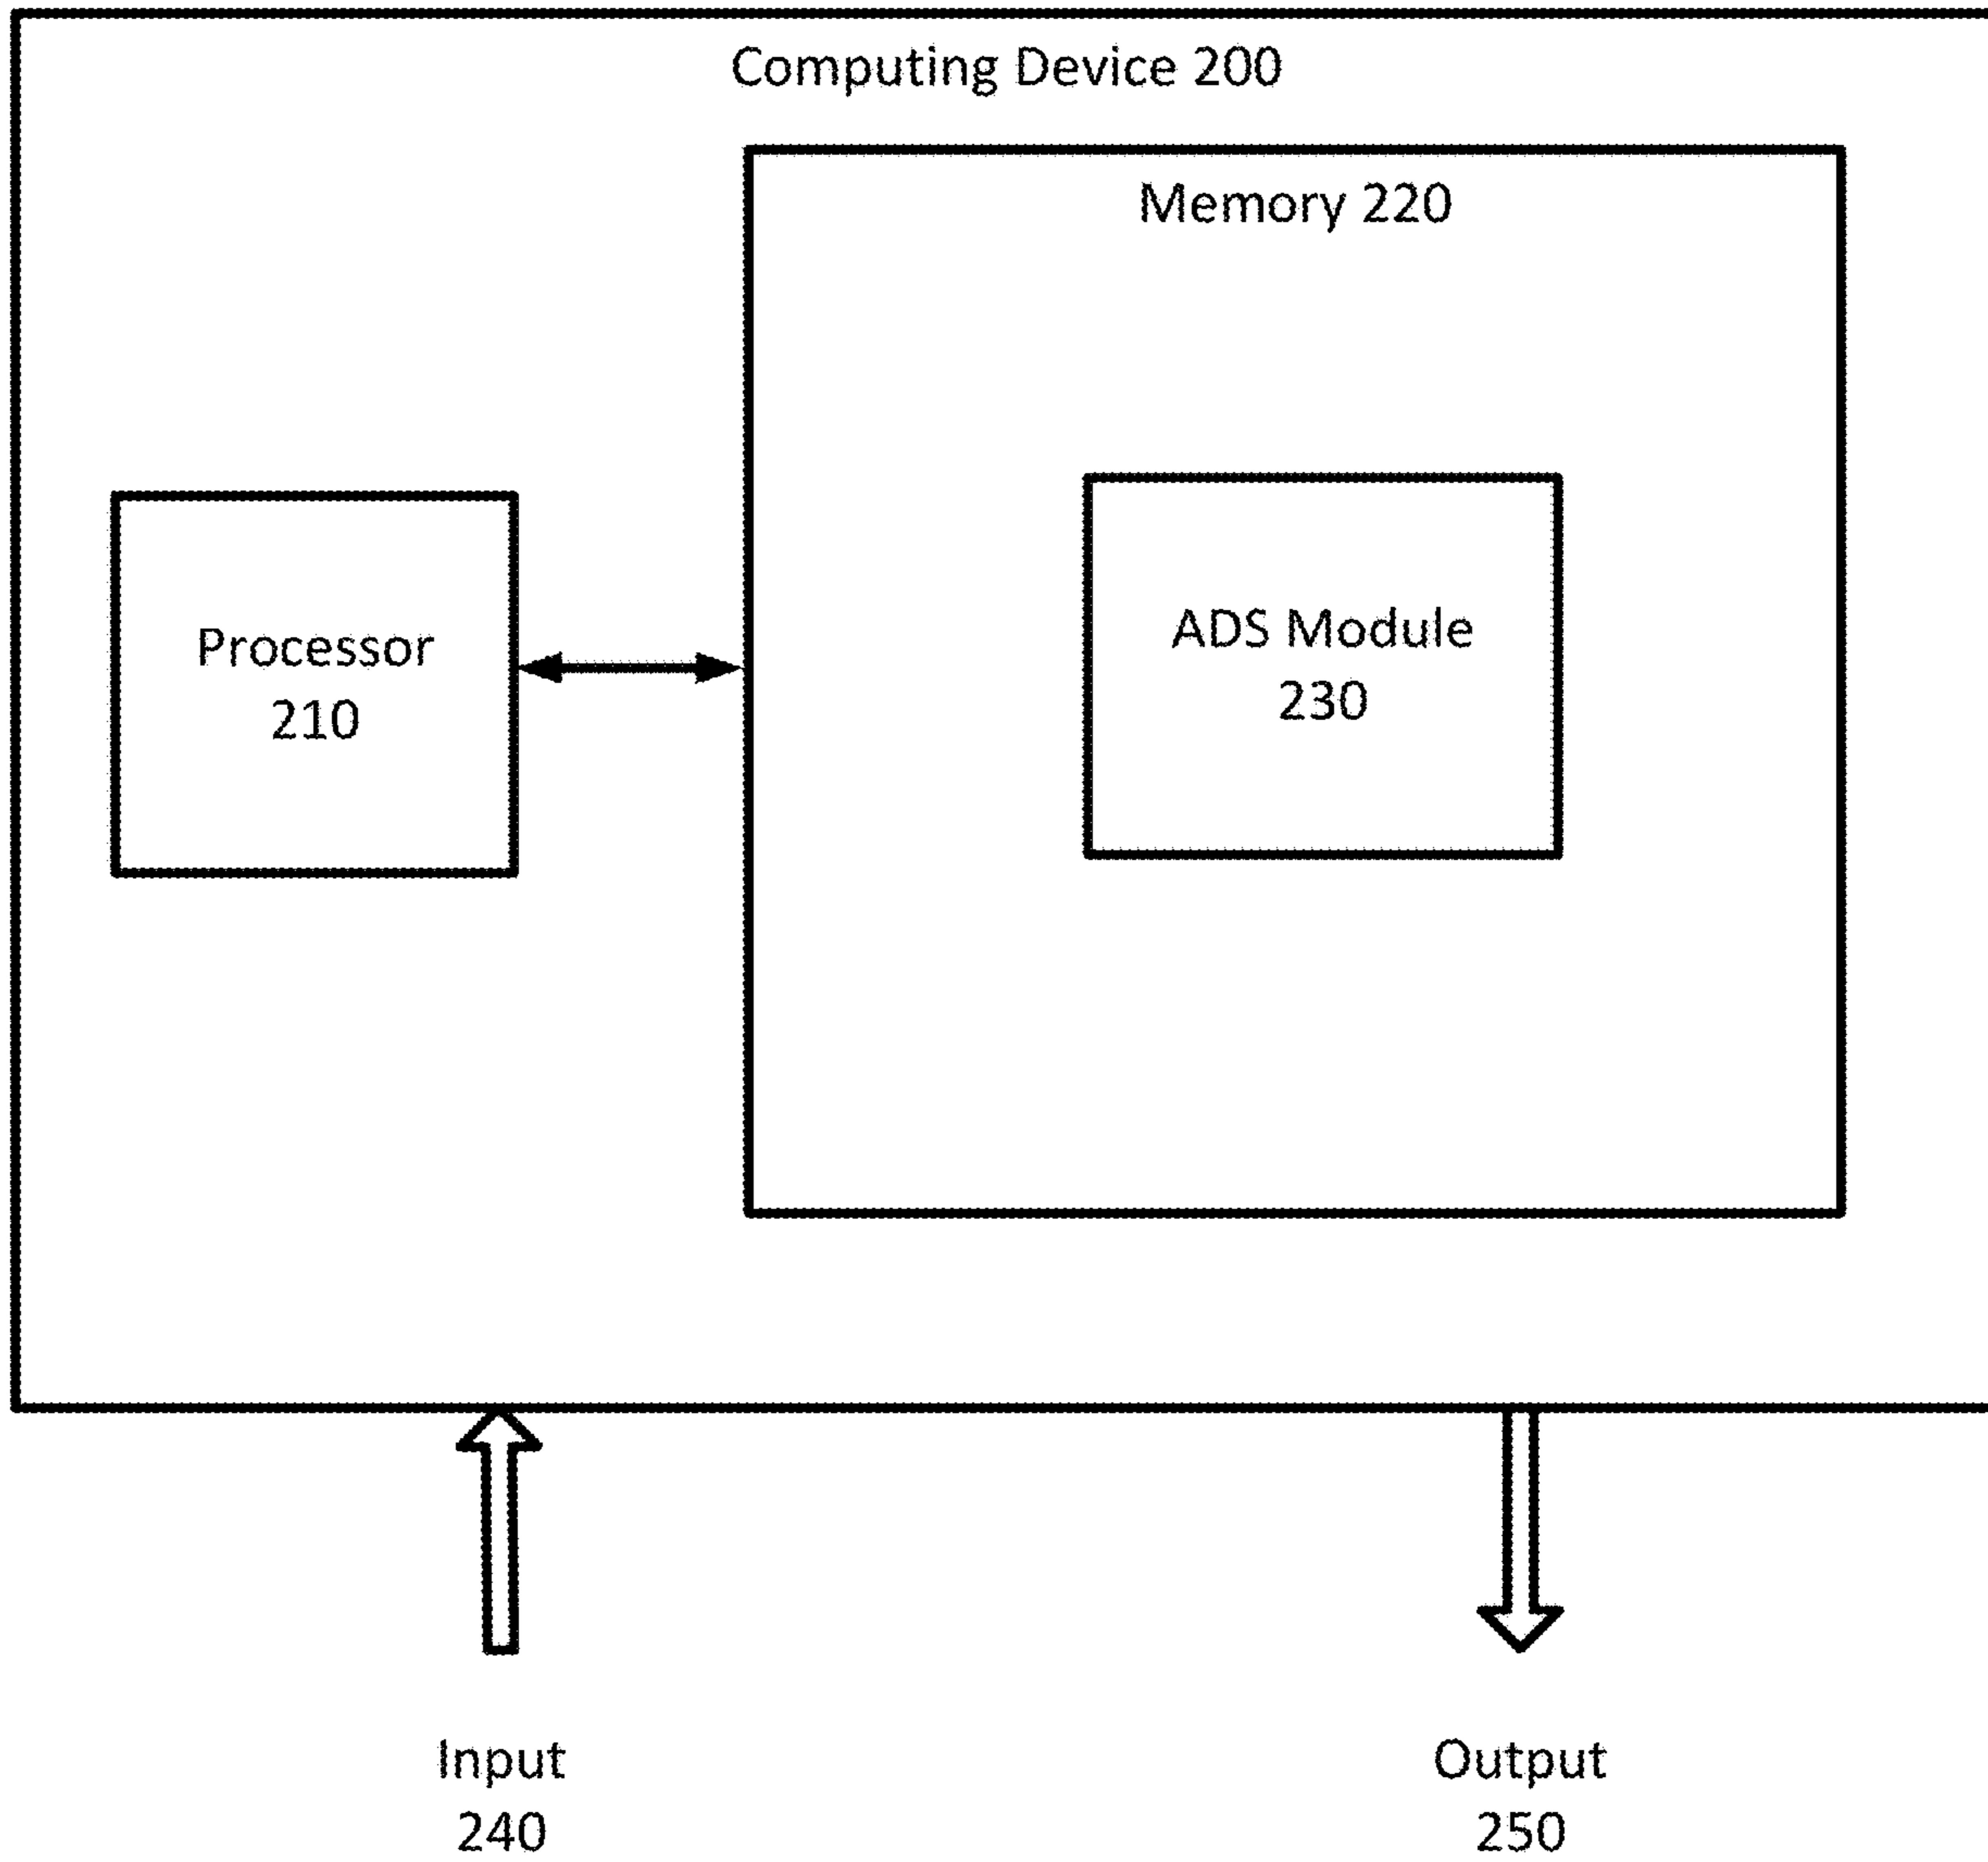 Computing Device 200
Memory 220
Processor
210
ADS Module
230
Input
240
Output
250